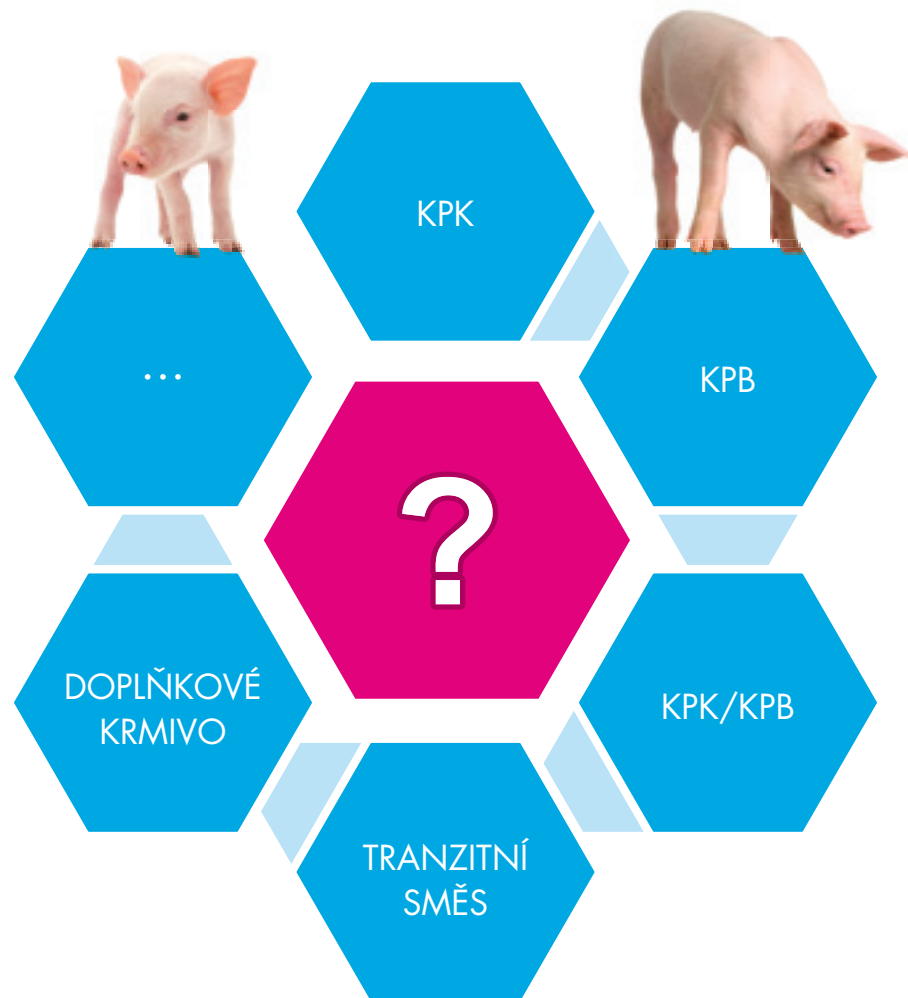 KPK
...
KPB
?
DOPLŇKOVÉ
KRMIVO
KPK/KPB
TRANZITNÍ
SMĚS